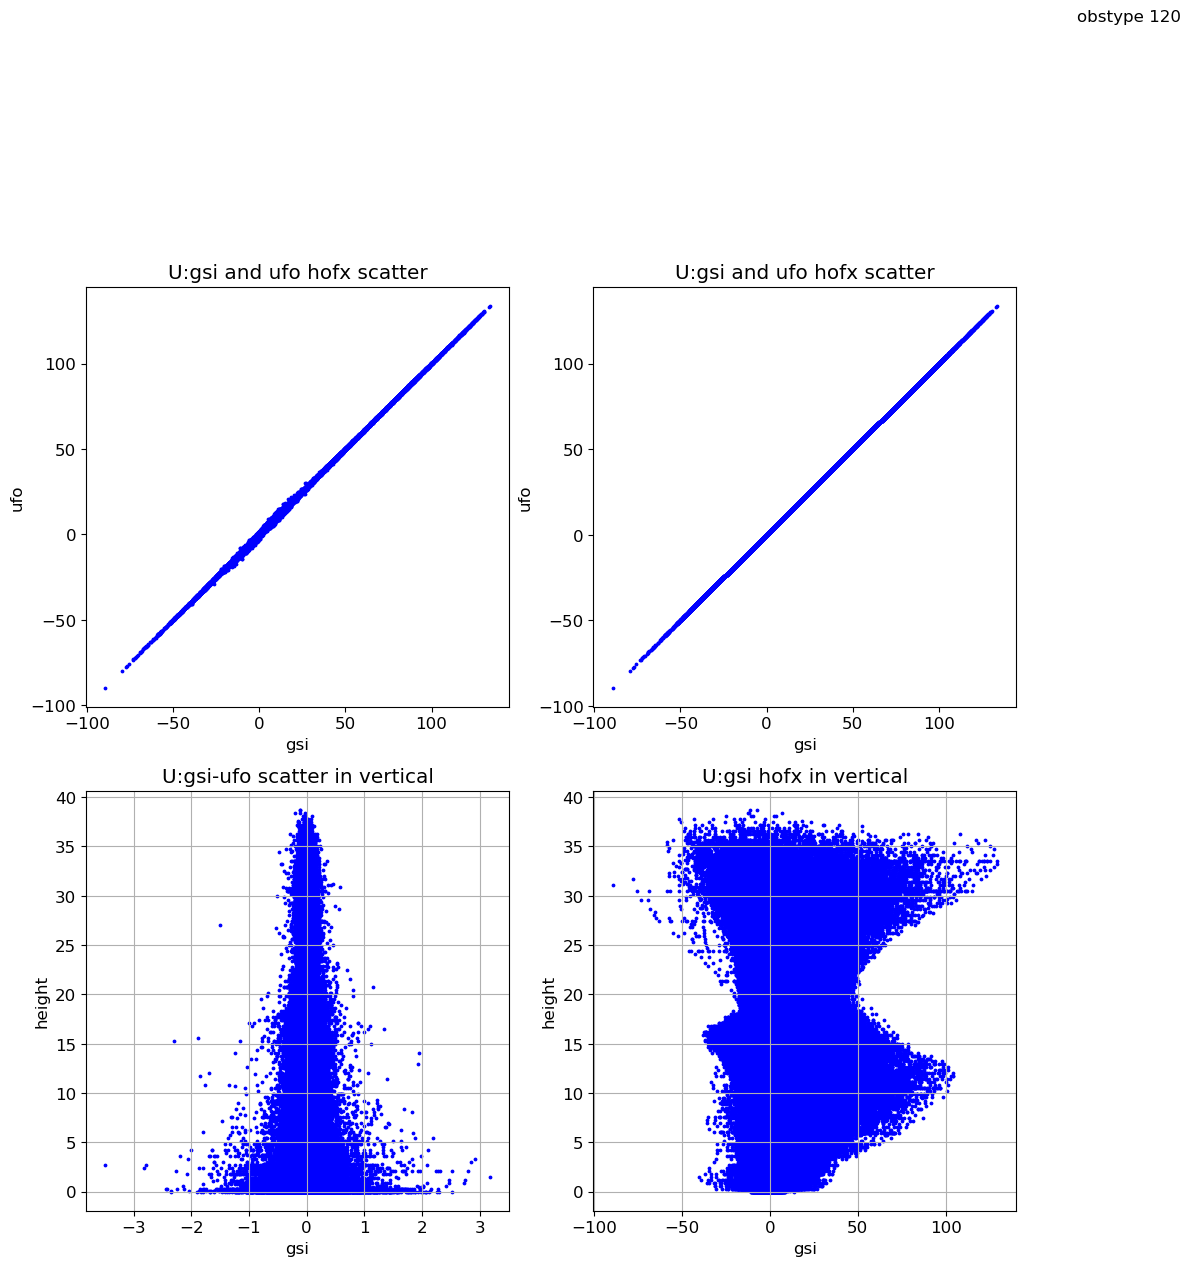 obstype 120
U:gsi and ufo hofx scatter
100
50
0
−50
−100
ufo
−100 −50 0 50 100
gsi
U:gsi and ufo hofx scatter
100
50
0
−50
−100
ufo
−100 −50 0 50 100
gsi
U:gsi-ufo scatter in vertical
40
35
30
25
20
15
10
5
0
height
−3 −2 −1 0 1 2 3
gsi
U:gsi hofx in vertical
40
35
30
25
20
15
10
5
0
height
−100 −50 0 50 100
gsi